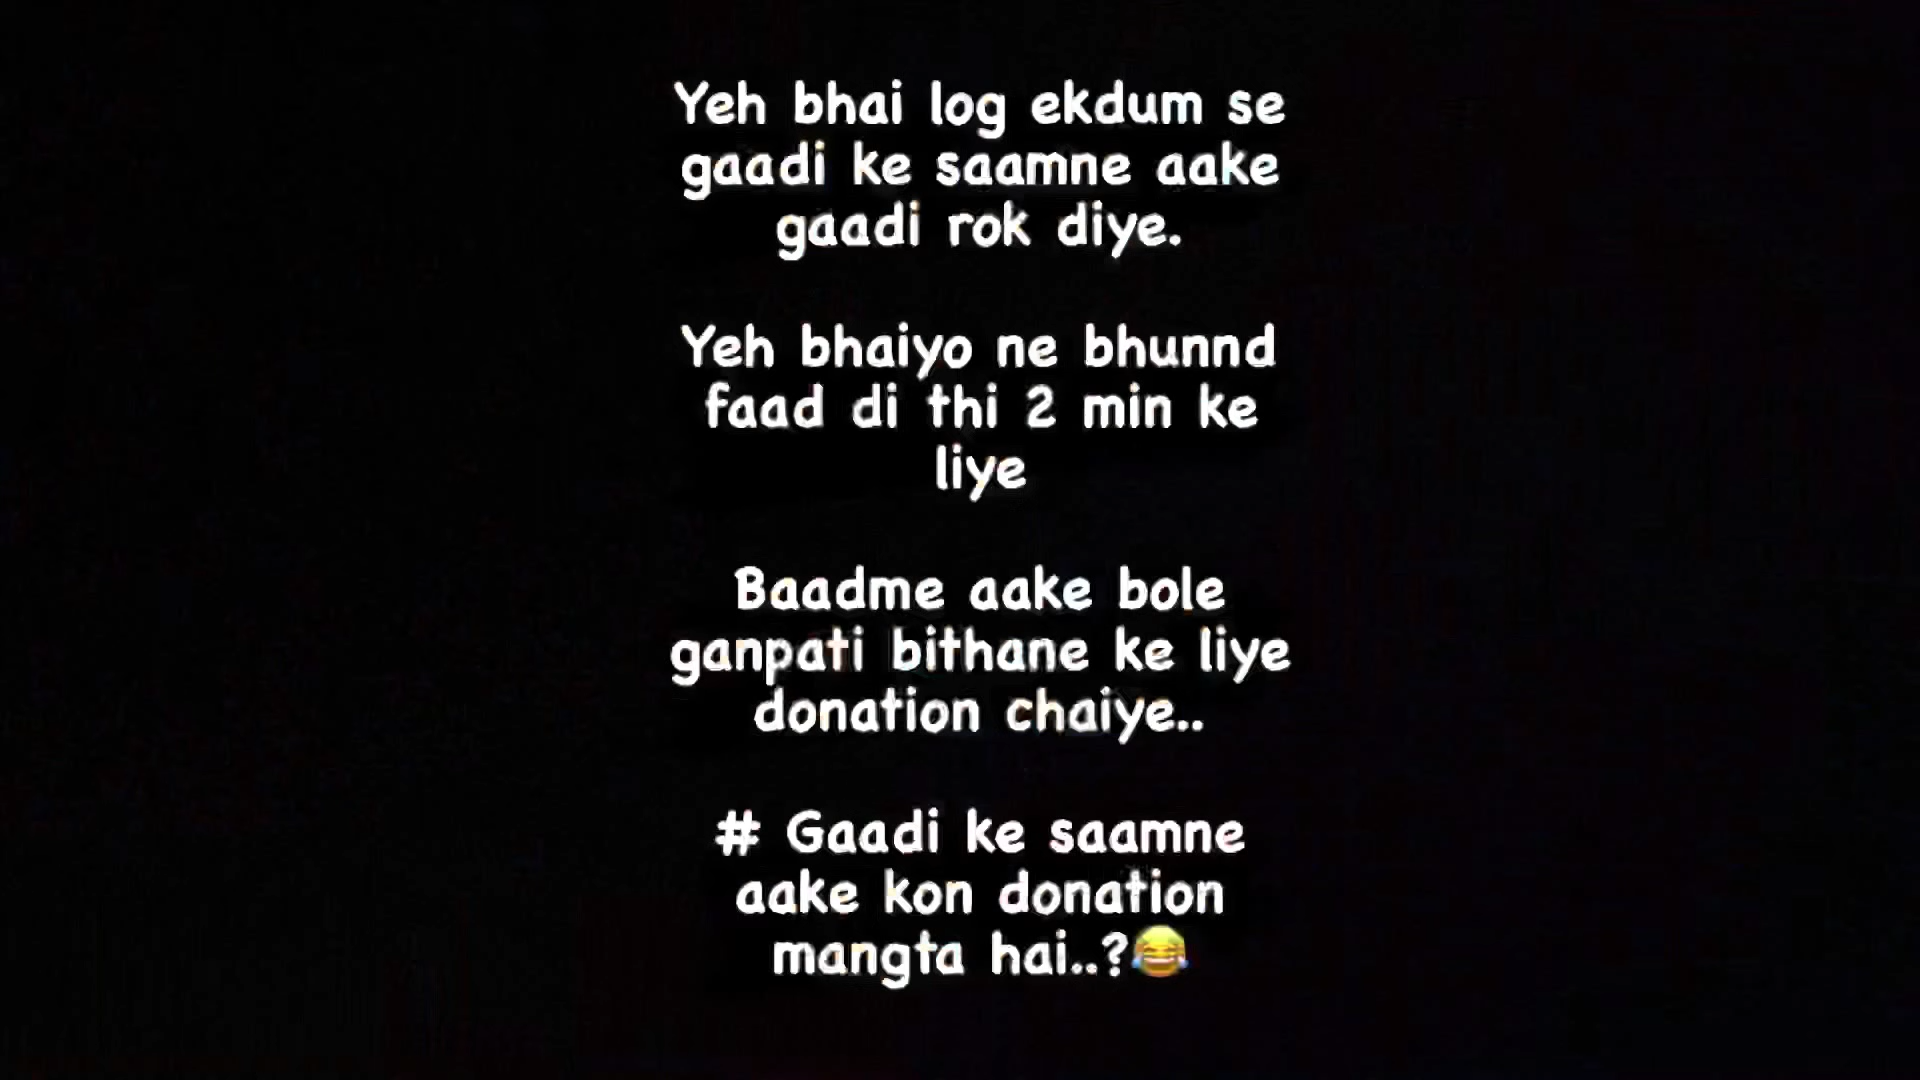 Yeh bhai log ekdum se
gaadi ke saamne aake
gaadi rok diye.
Yeh bhaiyo ne bhunnd
faad di thi 2 min ke
liye
Baadme aake bole
ganpati bithane ke liye
donation chaiye..
# Gaadi ke saamne
aake kon donation
mangta hai..?😂